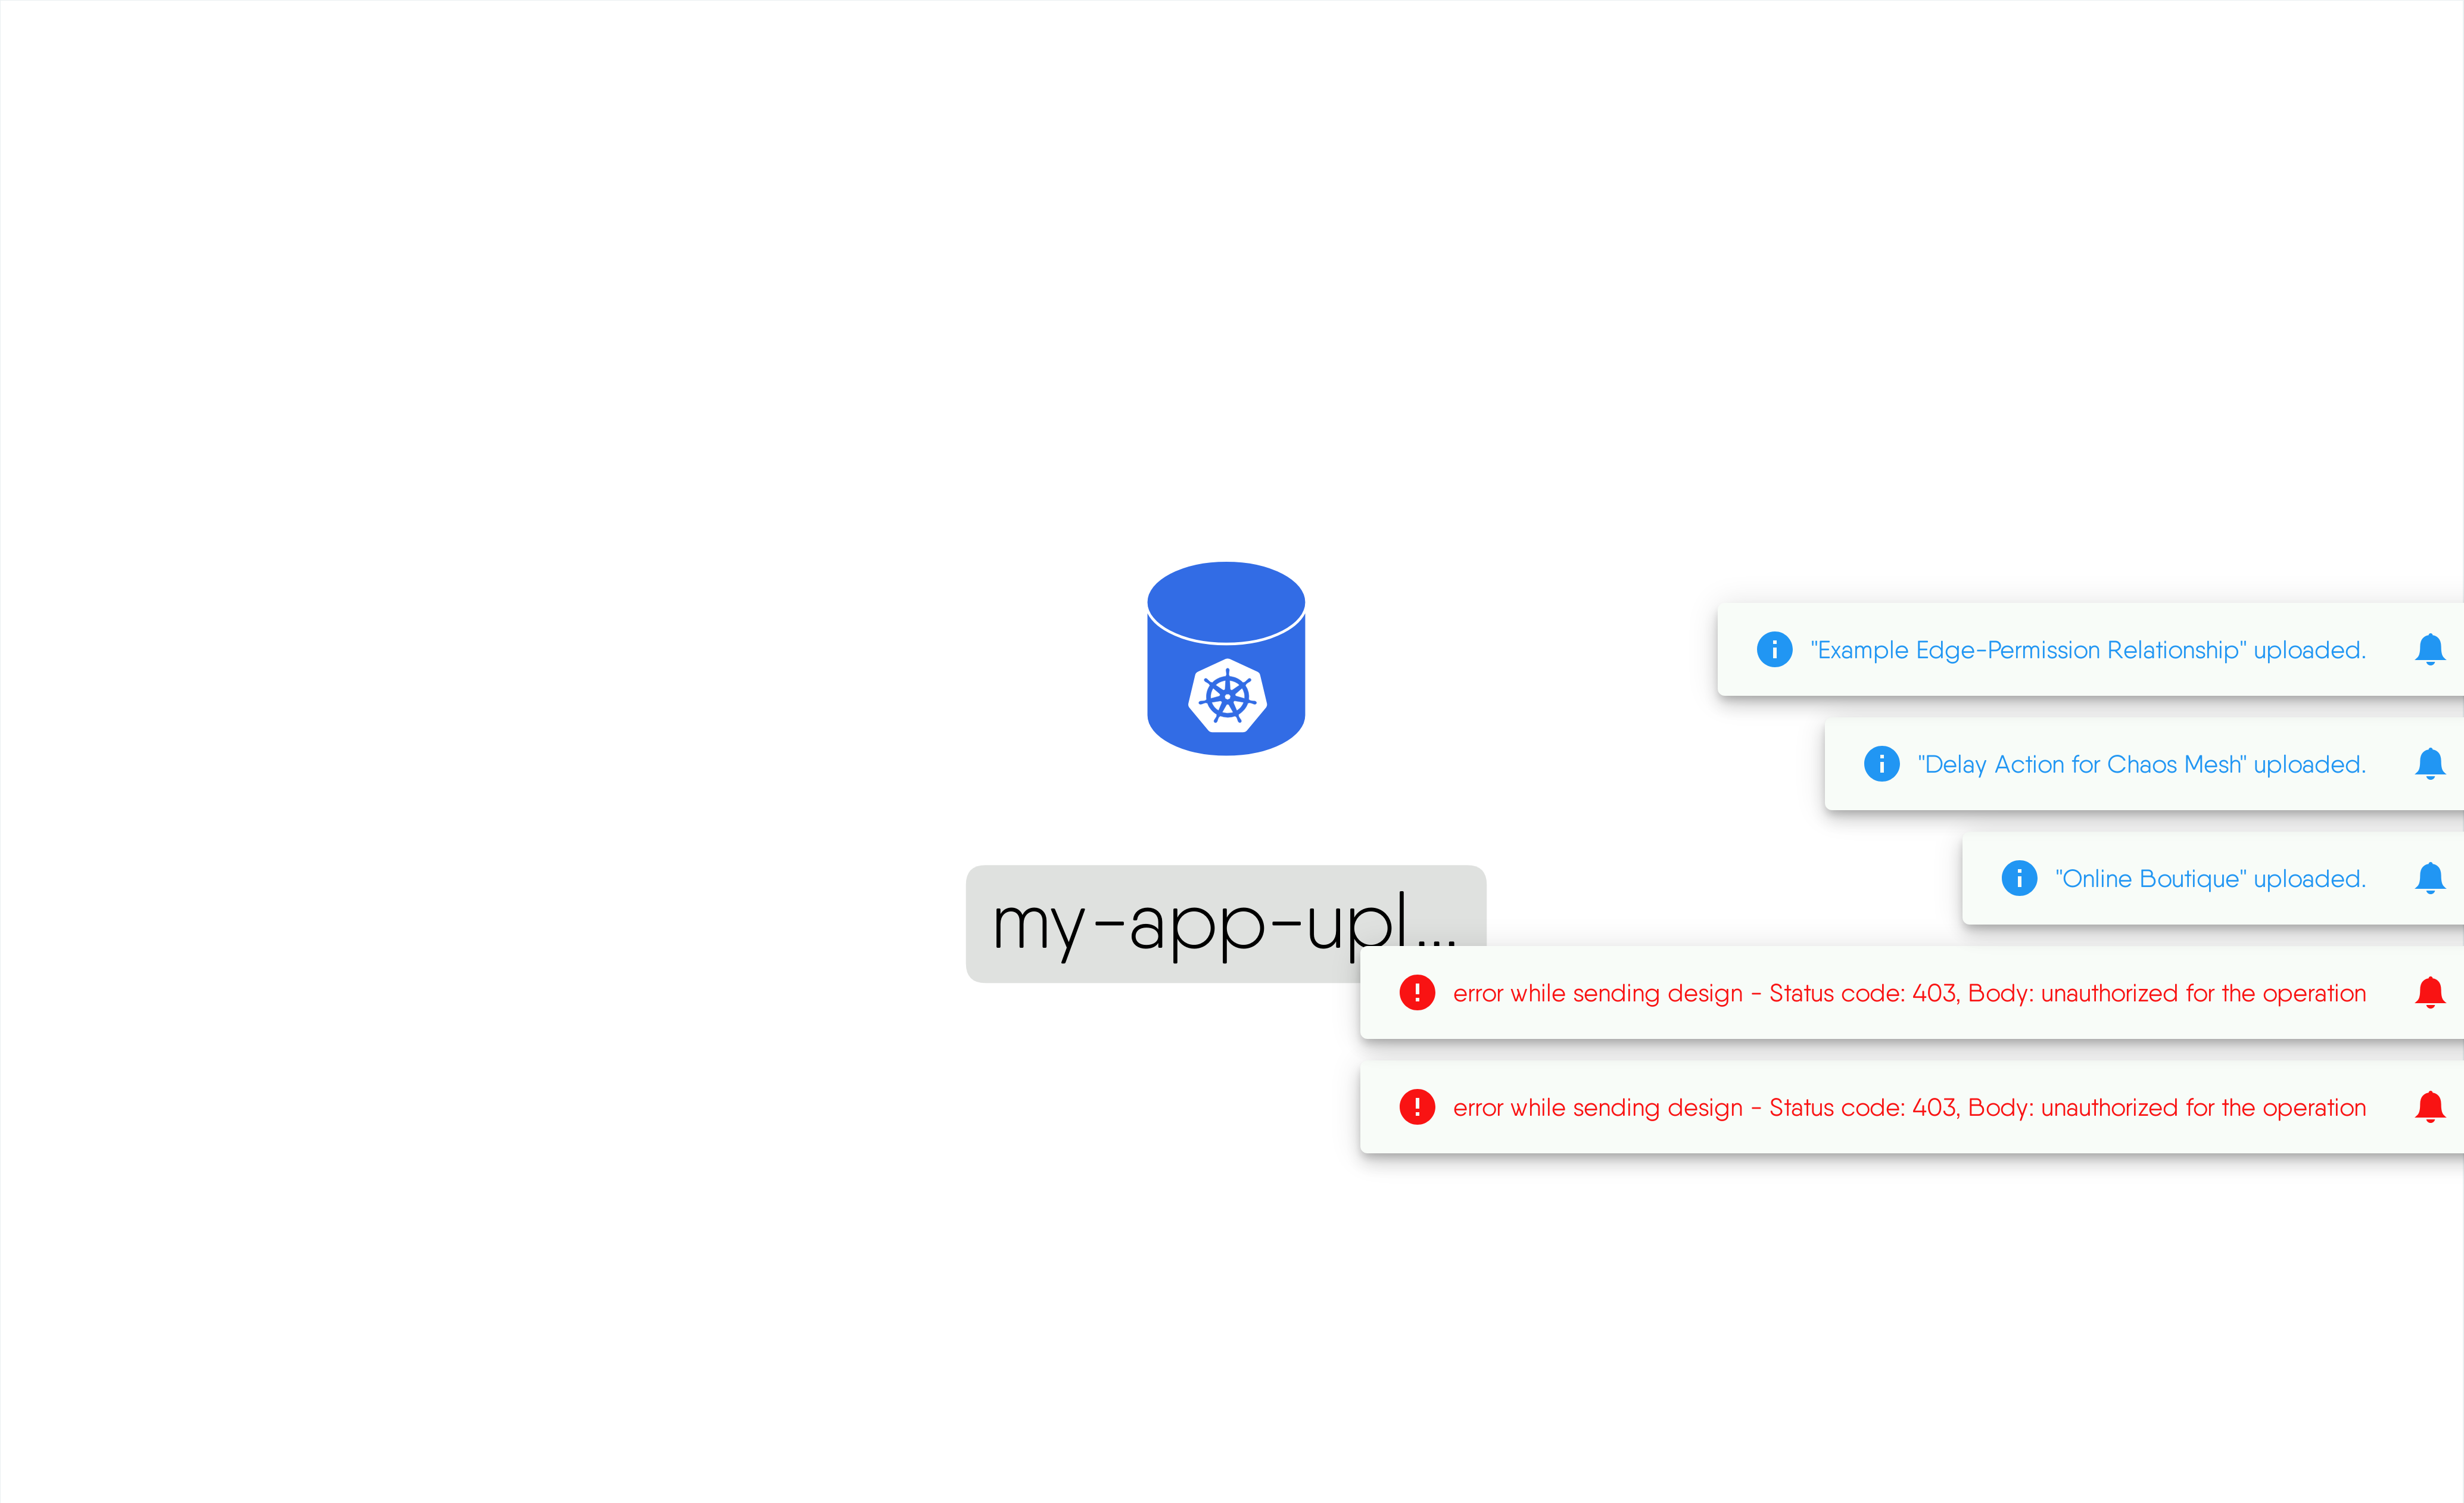 "Example Edge-Permission Relationship" uploaded.
"Delay Action for Chaos Mesh" uploaded.
"Online Boutique" uploaded.
my-app-upl...
error while sending design - Status code: 403, Body: unauthorized for the operation
error while sending design - Status code: 403, Body: unauthorized for the operation